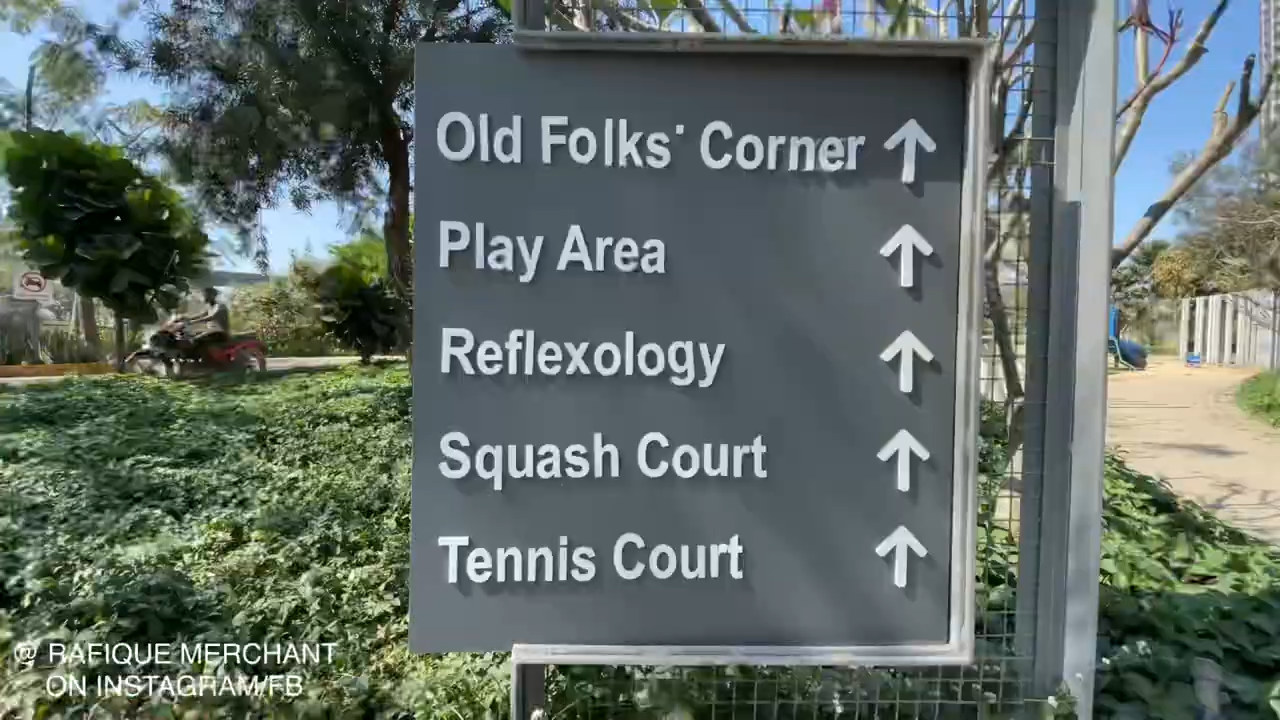 Old Folks' Corner ↑
Play Area ↑
Reflexology ↑
Squash Court ↑
Tennis Court ↑
@ RAFIQUE MERCHANT
ON INSTAGRAM/FB